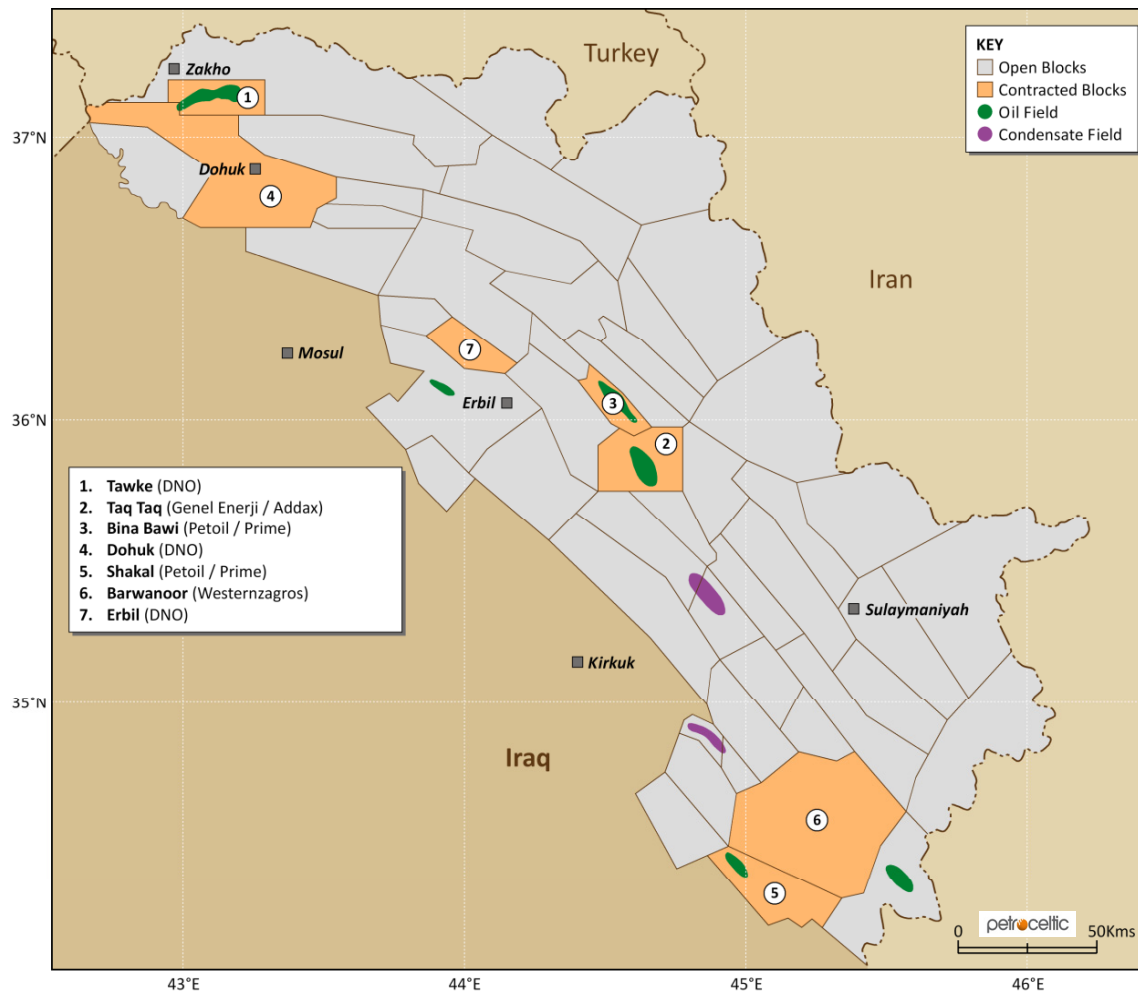 Turkey
KEY
Open Blocks
Contracted Blocks
Oil Field
Condensate Field
Zakho
1
37°N
Dohuk
4
Iran
Mosul
7
Erbil
3
36°N
2
1. Tawke (DNO)
2. Taq Taq (Genel Enerji / Addax)
3. Bina Bawi (Petoil / Prime)
4. Dohuk (DNO)
5. Shakal (Petoil / Prime)
6. Barwanoor (Westernzagros)
7. Erbil (DNO)
Sulaymaniyah
Kirkuk
35°N
Iraq
6
5
petroceltic
0 50Kms
43°E 44°E 45°E 46°E